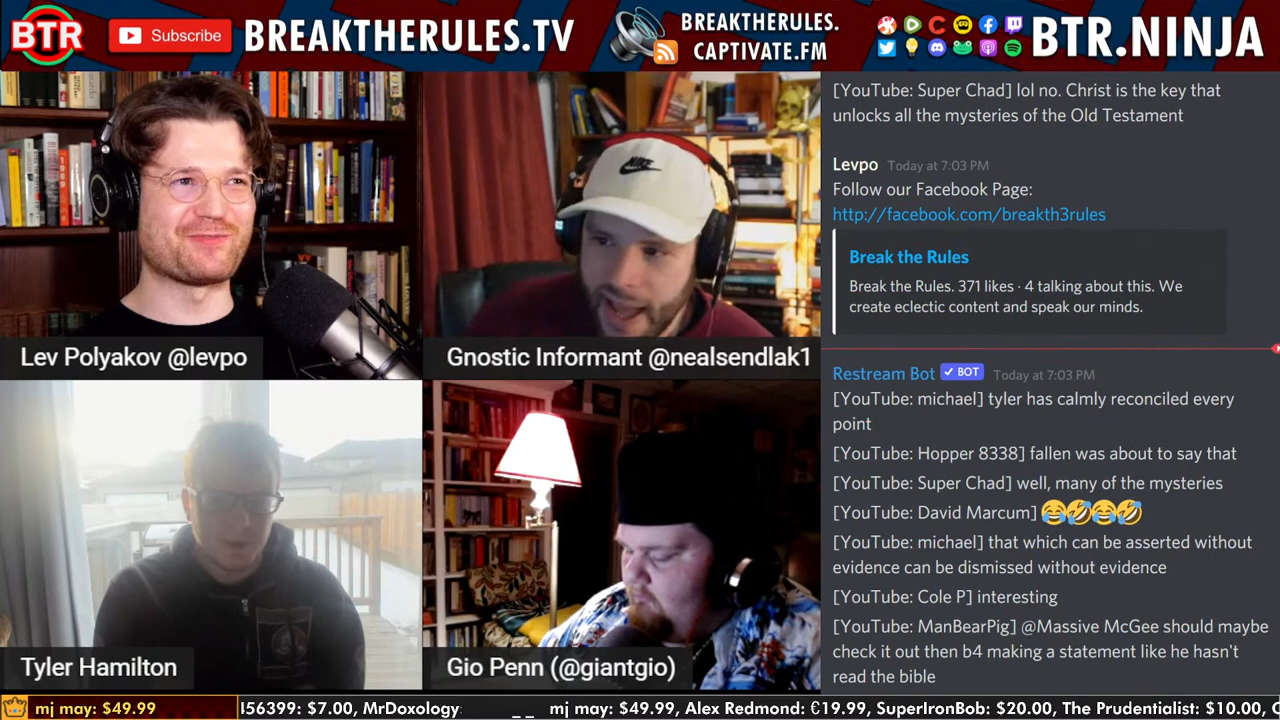 BTR
Subscribe
BREAKTHERULES.TV
BREAKTHERULES.
CAPTIVATE.FM
BTR.NINJA
[YouTube: Super Chad] lol no. Christ is the key that
unlocks all the mysteries of the Old Testament
Levpo Today at 7:03 PM
Follow our Facebook Page:
http://facebook.com/breakth3rules
Break the Rules
Break the Rules. 371 likes · 4 talking about this. We
create eclectic content and speak our minds.
Restream Bot ✓ BOT Today at 7:03 PM
[YouTube: michael] tyler has calmly reconciled every
point
[YouTube: Hopper 8338] fallen was about to say that
[YouTube: Super Chad] well, many of the mysteries
[YouTube: David Marcum] 😂🤣😂🤣
[YouTube: michael] that which can be asserted without
evidence can be dismissed without evidence
[YouTube: Cole P] interesting
[YouTube: ManBearPig] @Massive McGee should maybe
check it out then b4 making a statement like he hasn't
read the bible
1969
Lev Polyakov @levpo
Gnostic Informant @nealsendlak1
Tyler Hamilton
Gio Penn (@giantgio)
mj may: $49.99
56399: $7.00, MrDoxology
mj may: $49.99, Alex Redmond: €19.99, SuperIronBob: $20.00, The Prudentialist: $10.00,